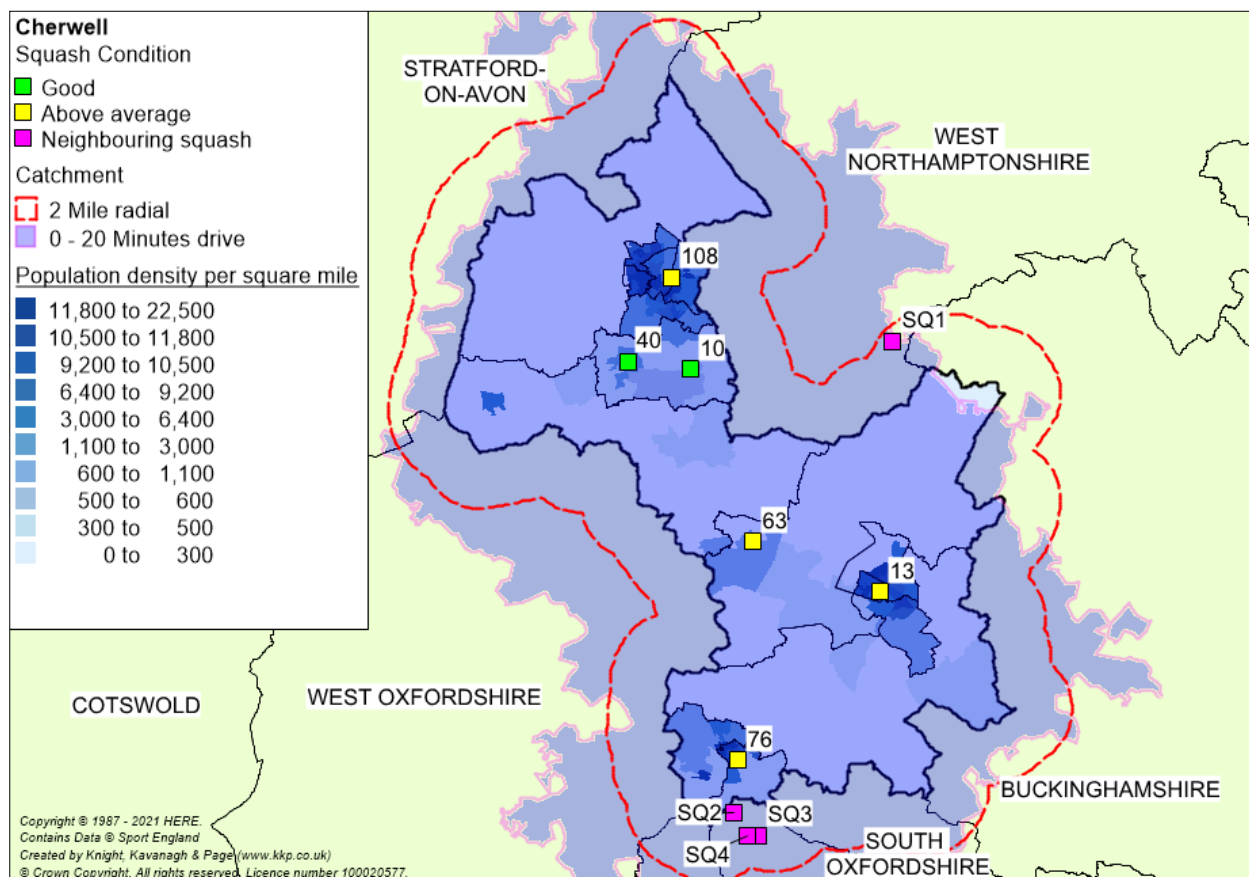 Cherwell
Squash Condition
Good
Above average
Neighbouring squash
Catchment
2 Mile radial
0 - 20 Minutes drive
Population density per square mile
11,800 to 22,500
10,500 to 11,800
9,200 to 10,500
6,400 to 9,200
3,000 to 6,400
1,100 to 3,000
600 to 1,100
500 to 600
300 to 500
0 to 300
STRATFORD-
ON-AVON
WEST
NORTHAMPTONSHIRE
108
SQ1
40
10
63
13
WEST OXFORDSHIRE
COTSWOLD
76
BUCKINGHAMSHIRE
SQ2
SQ3
SQ4
SOUTH
OXFORDSHIRE
Copyright © 1987 - 2021 HERE.
Contains Data © Sport England
Created by Knight, Kavanagh & Page (www.kkp.co.uk)
© Crown Copyright. All rights reserved. Licence number 100020577.